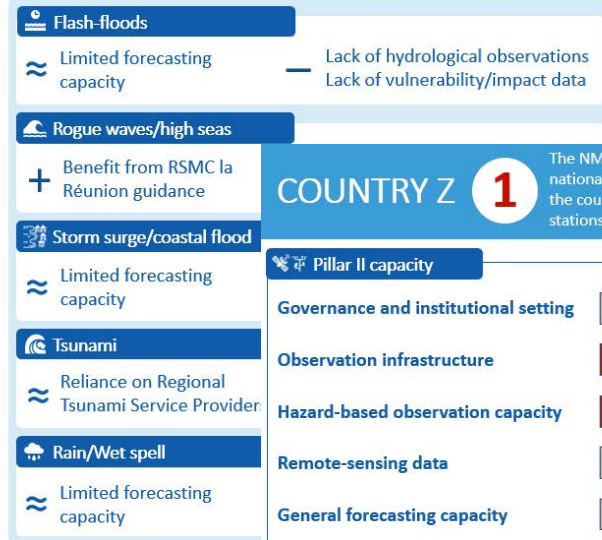 Flash-floods
≈ Limited forecasting
capacity
– Lack of hydrological observations
Lack of vulnerability/impact data
Rogue waves/high seas
+ Benefit from RSMC la
Réunion guidance
Storm surge/coastal flood
≈ Limited forecasting
capacity
Tsunami
≈ Reliance on Regional
Tsunami Service Provider
Rain/Wet spell
≈ Limited forecasting
capacity
COUNTRY Z 1
The NM
nationa
the cou
stations
Pillar II capacity
Governance and institutional setting
Observation infrastructure
Hazard-based observation capacity
Remote-sensing data
General forecasting capacity